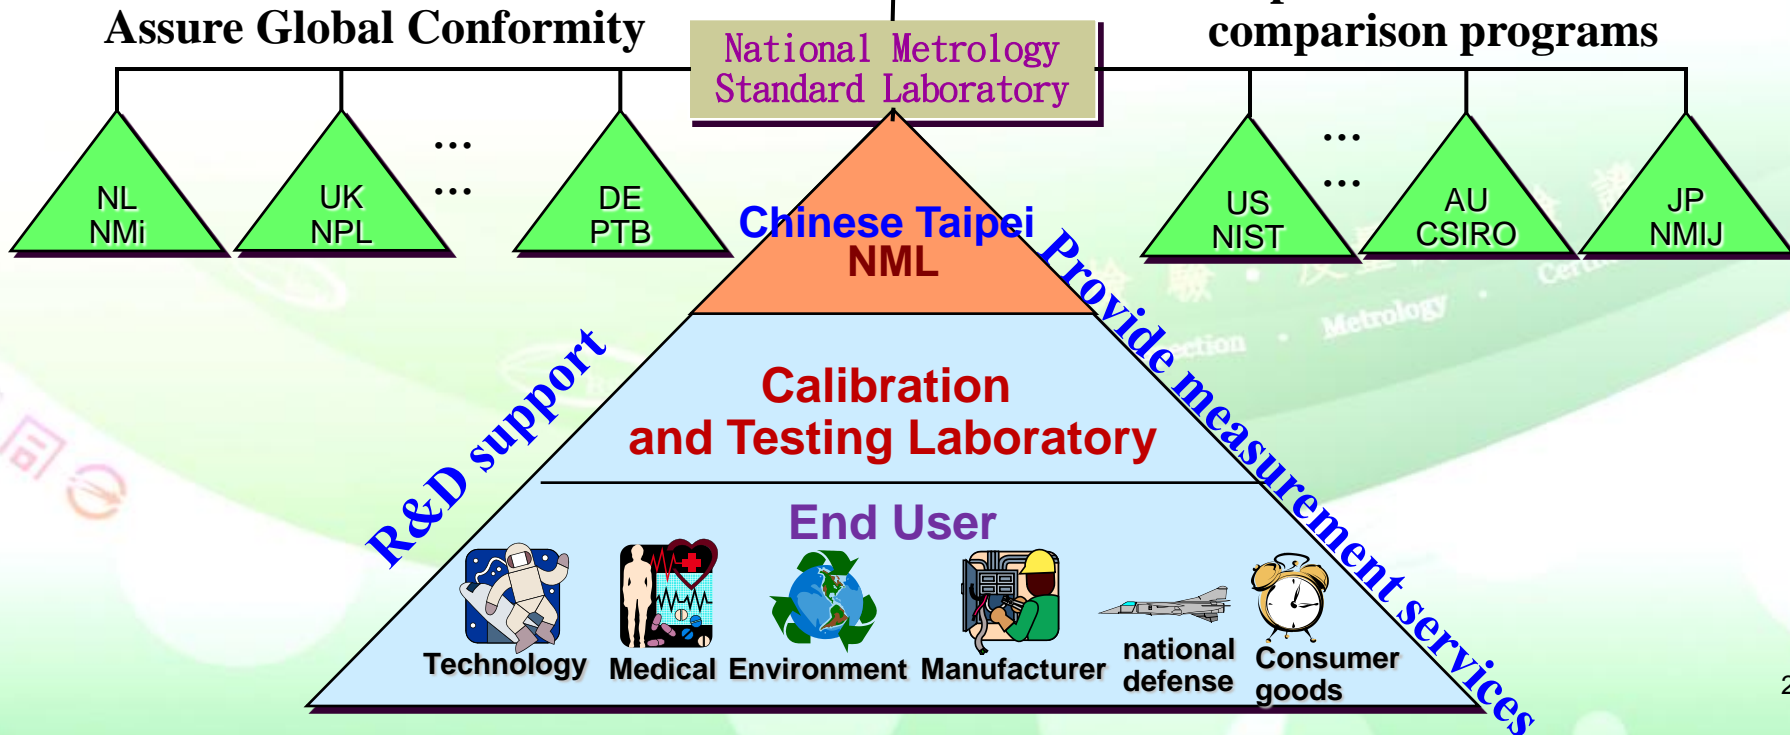 Assure Global Conformity
comparison programs
National Metrology
Standard Laboratory
NL
NMi
UK
NPL
...
...
DE
PTB
Chinese Taipei
NML
US
NIST
...
...
AU
CSIRO
JP
NMIJ
R&D support
Provide measurement services
Calibration
and Testing Laboratory
End User
Technology
Medical
Environment
Manufacturer
national
defense
Consumer
goods
Metrology
2